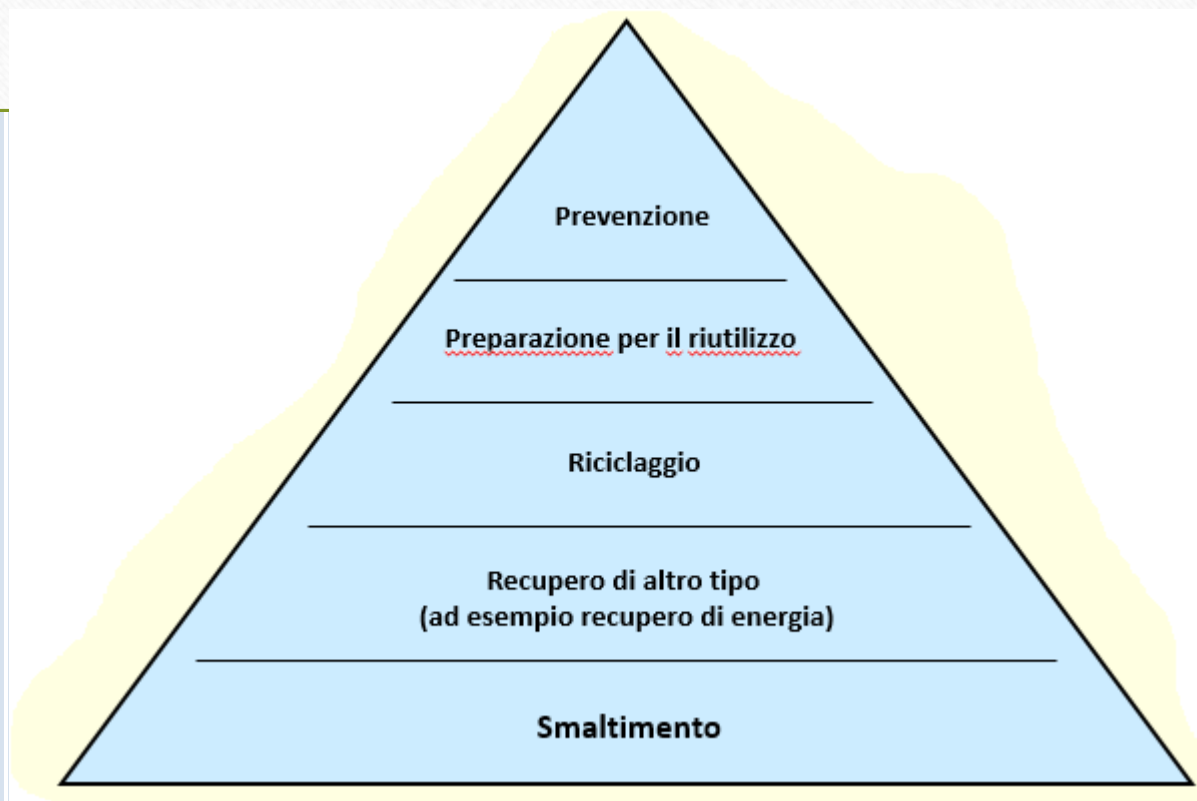 Prevenzione
Preparazione per il riutilizzo
Riciclaggio
Recupero di altro tipo
(ad esempio recupero di energia)
Smaltimento